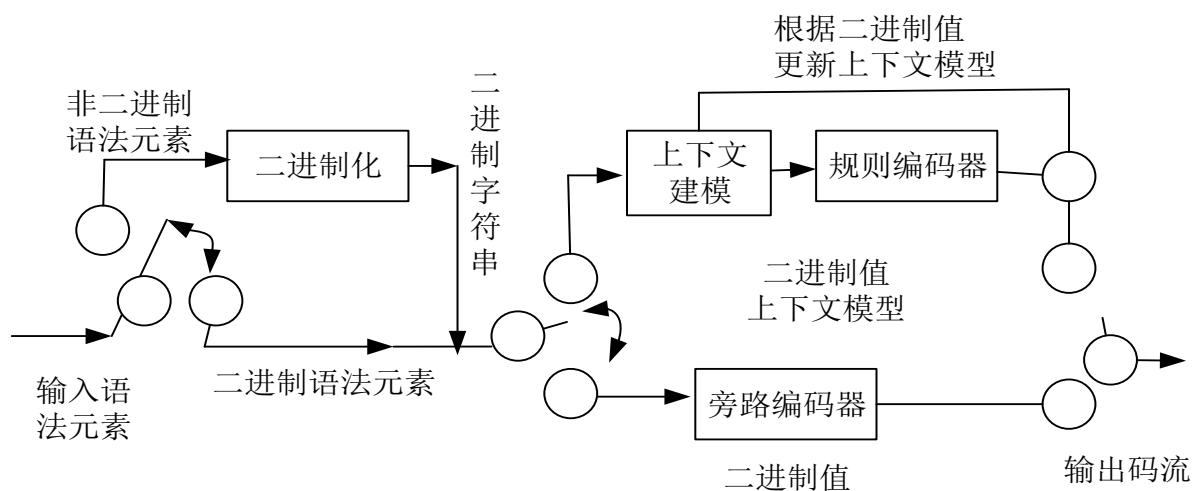 根据二进制值
更新上下文模型
非二进制
语法元素
二进制字符串
二进制化
上下文
建模
规则编码器
二进制值
上下文模型
输入语
法元素
二进制语法元素
旁路编码器
二进制值
输出码流